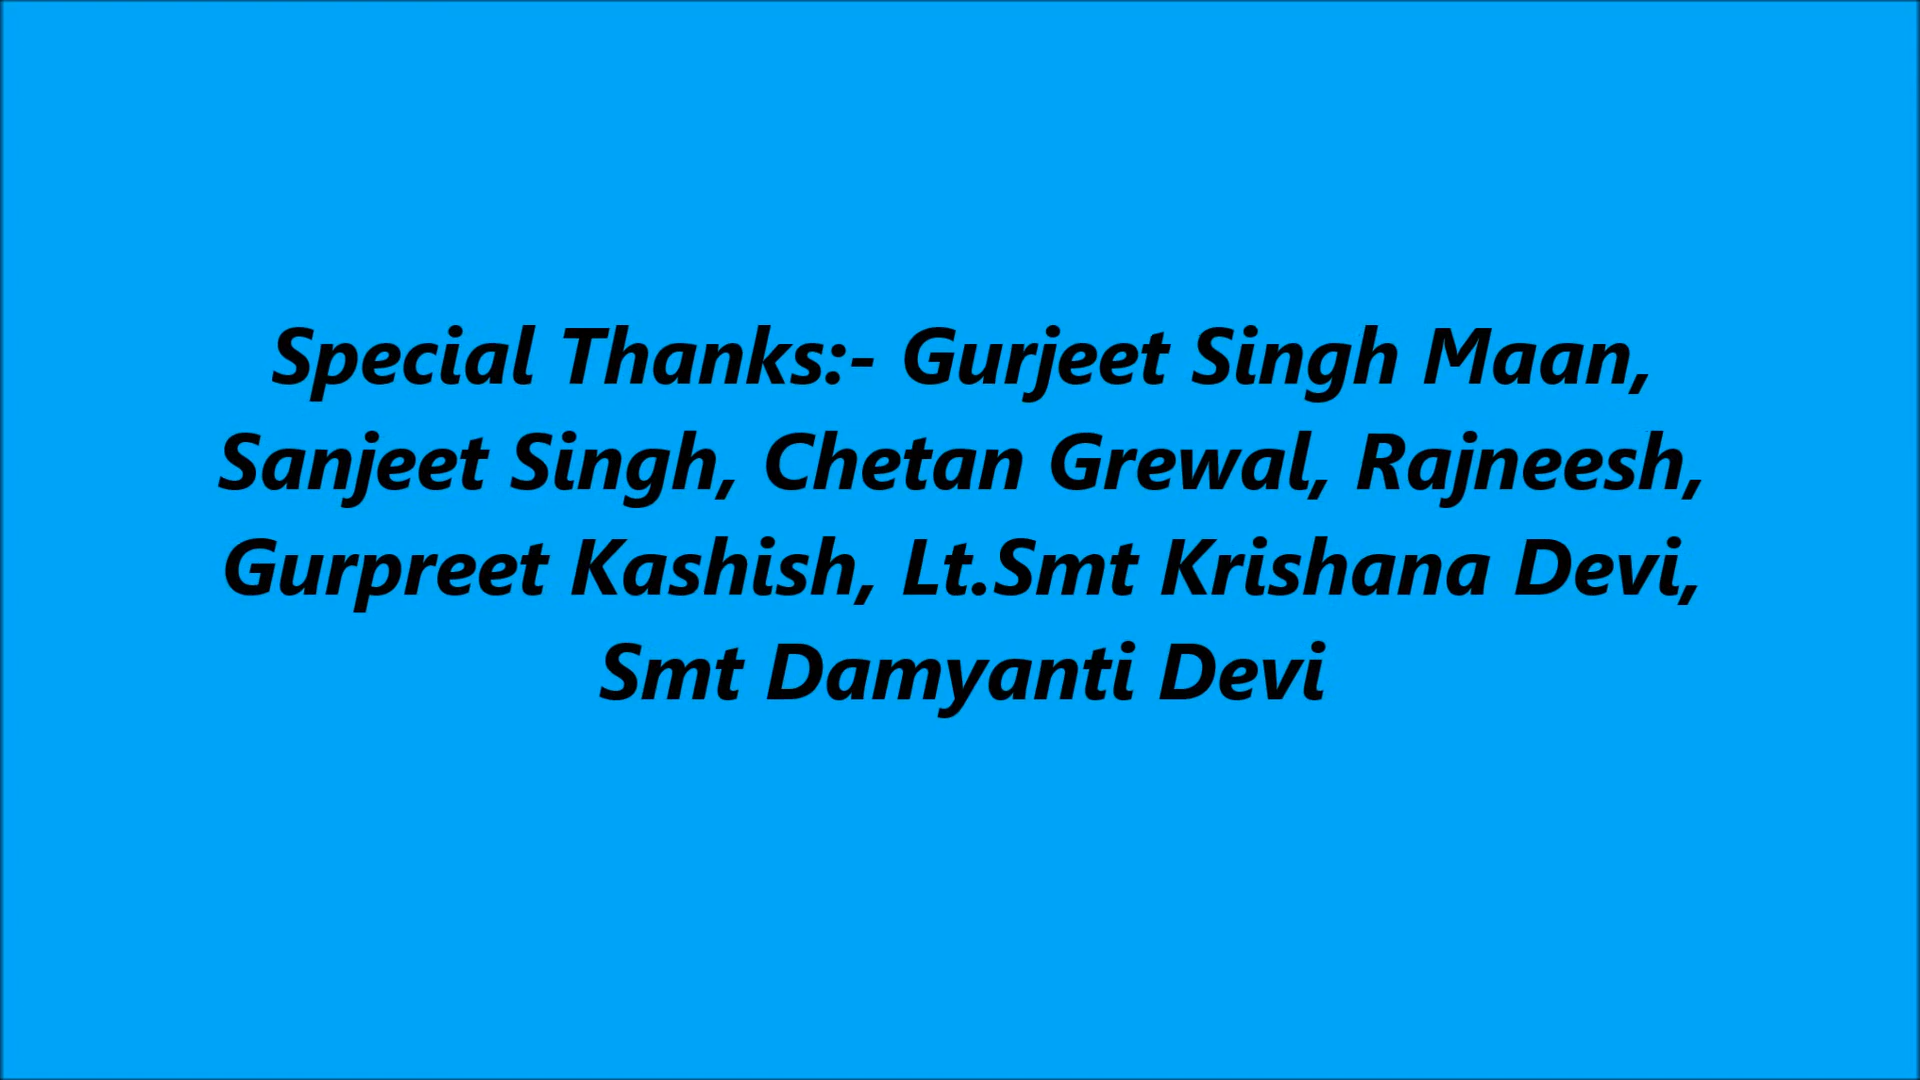 Special Thanks:- Gurjeet Singh Maan,
Sanjeet Singh, Chetan Grewal, Rajneesh,
Gurpreet Kashish, Lt.Smt Krishana Devi,
Smt Damyanti Devi